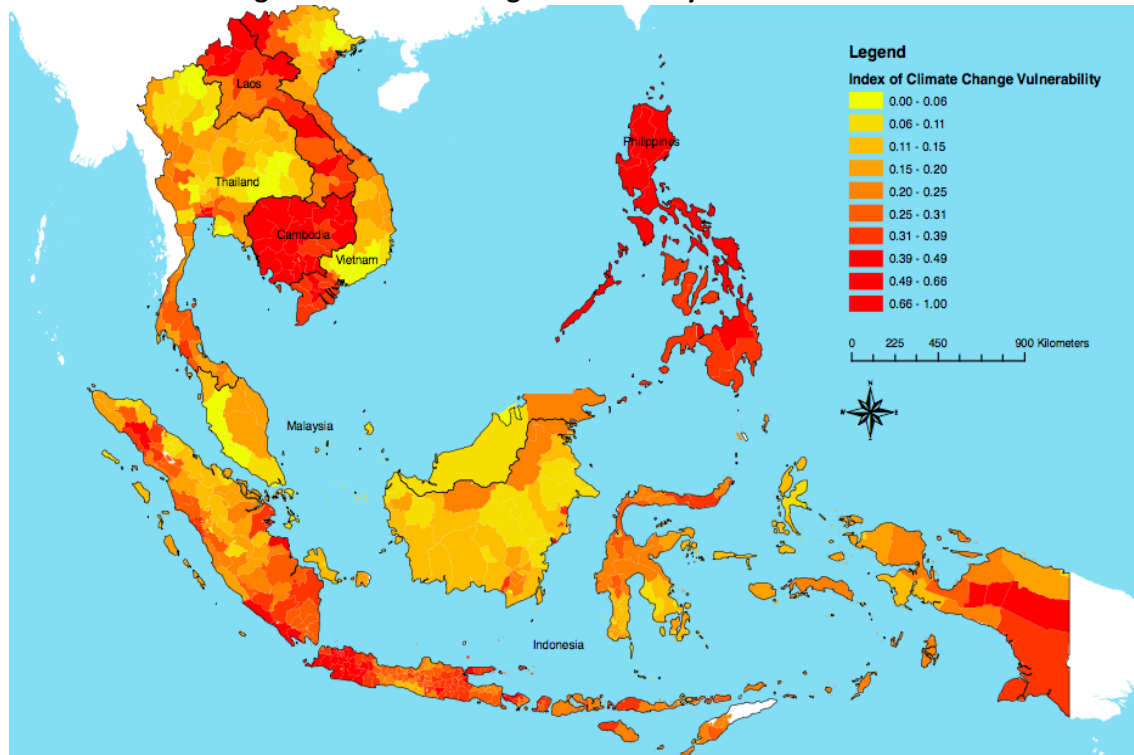 Legend
Index of Climate Change Vulnerability
0.00 - 0.06
0.06 - 0.11
0.11 - 0.15
0.15 - 0.20
0.20 - 0.25
0.25 - 0.31
0.31 - 0.39
0.39 - 0.49
0.49 - 0.66
0.66 - 1.00
0 225 450 900 Kilometers
N
W E
S
Laos
Philippines
Thailand
Cambodia
Vietnam
Malaysia
Indonesia